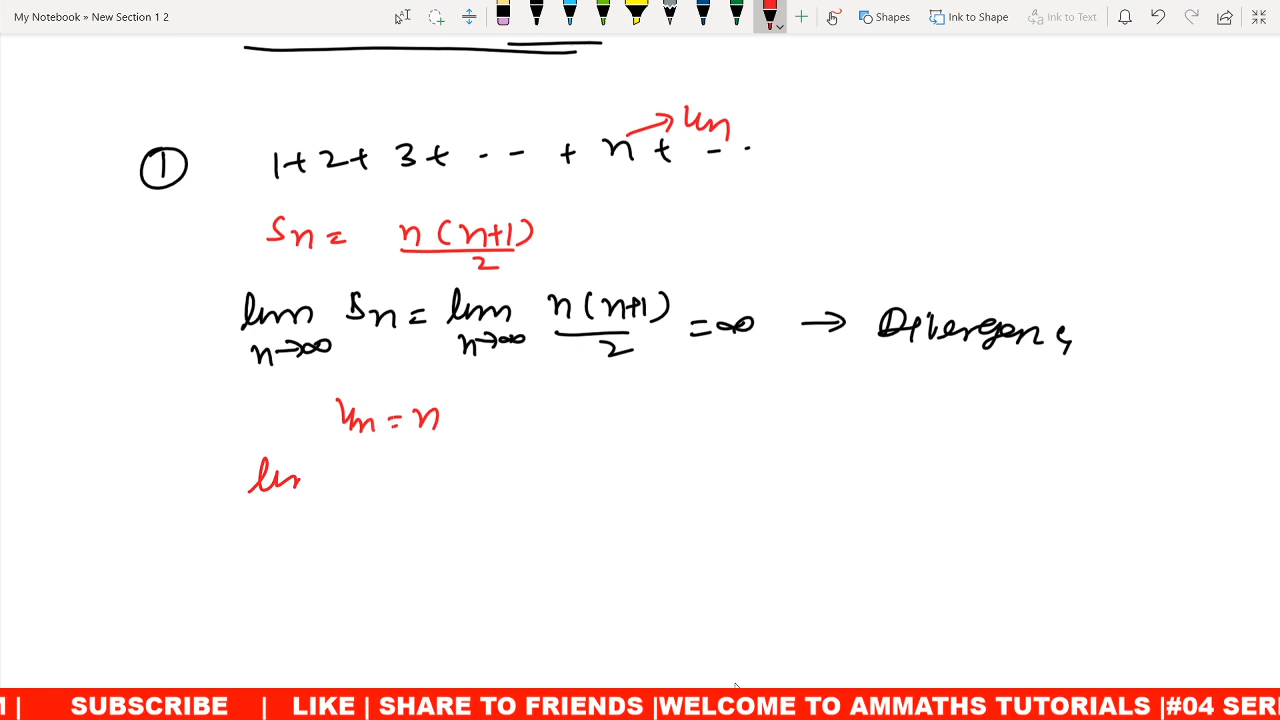 My Notebook » New Section 1 2
Shapes
Ink to Shape
Ink to Text
① 1+2+3+ ·-- + n + -· → un
Sn = n(n+1)/2
lim n→∞ Sn = lim n→∞ n(n+1)/2 = ∞ → Divergen
un = n
lim
| SUBSCRIBE | LIKE | SHARE TO FRIENDS |WELCOME TO AMMATHS TUTORIALS |#04 SER